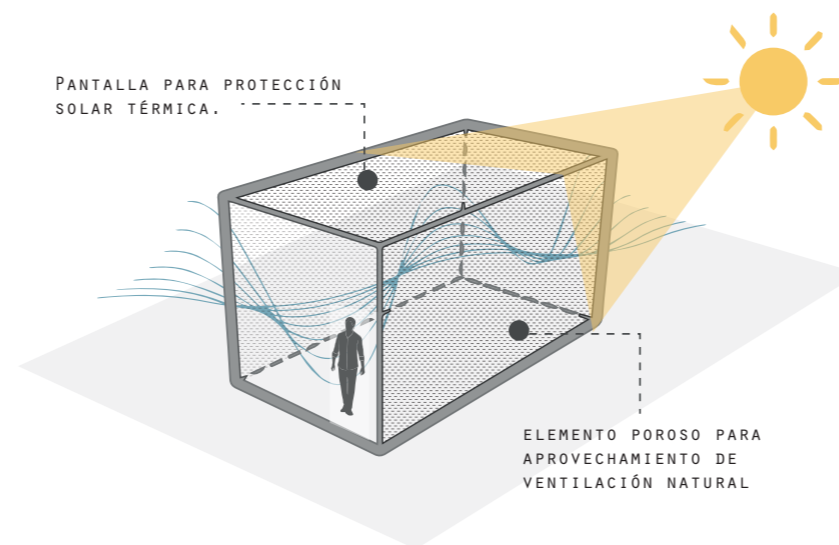 Pantalla para protección
solar térmica.
elemento poroso para
aprovechamiento de
ventilación natural